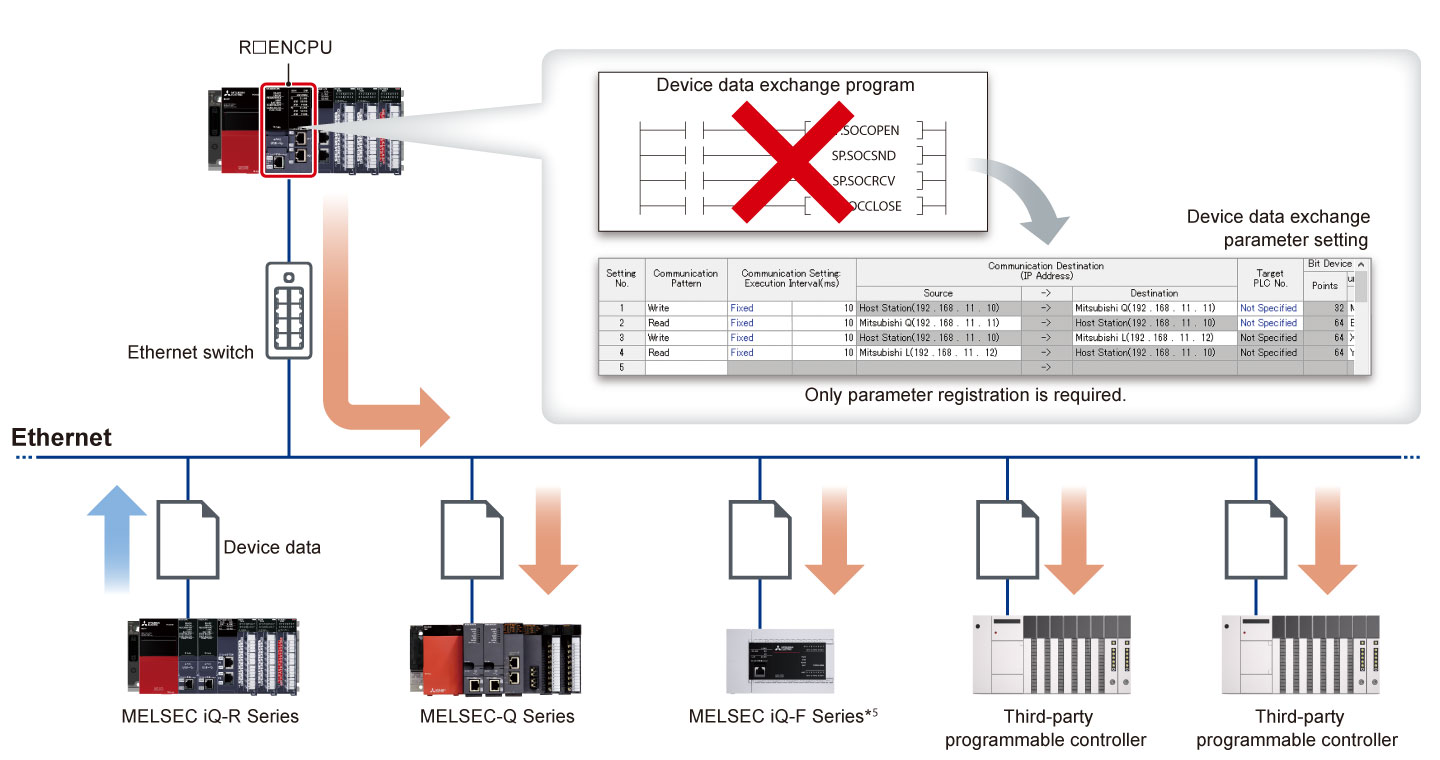 R□ENCPU
Device data exchange program
SP.SOCSND
SP.SOCRCV
Device data exchange
parameter setting
Setting No. Communication Pattern Communication Setting: Execution Interval(ms) Communication Destination (IP Address) Target PLC No. Bit Device
Source -> Destination Points
1 Write Fixed 10 Host Station(192 . 168 . 11 . 10) -> Mitsubishi Q(192 . 168 . 11 . 11) Not Specified 32
2 Read Fixed 10 Mitsubishi Q(192 . 168 . 11 . 11) -> Host Station(192 . 168 . 11 . 10) Not Specified 64
3 Write Fixed 10 Host Station(192 . 168 . 11 . 10) -> Mitsubishi L(192 . 168 . 11 . 12) Not Specified 64
4 Read Fixed 10 Mitsubishi L(192 . 168 . 11 . 12) -> Host Station(192 . 168 . 11 . 10) Not Specified 64
5 ->
Only parameter registration is required.
Ethernet switch
Ethernet
Device data
MELSEC iQ-R Series
MELSEC-Q Series
MELSEC iQ-F Series*5
Third-party
programmable controller
Third-party
programmable controller